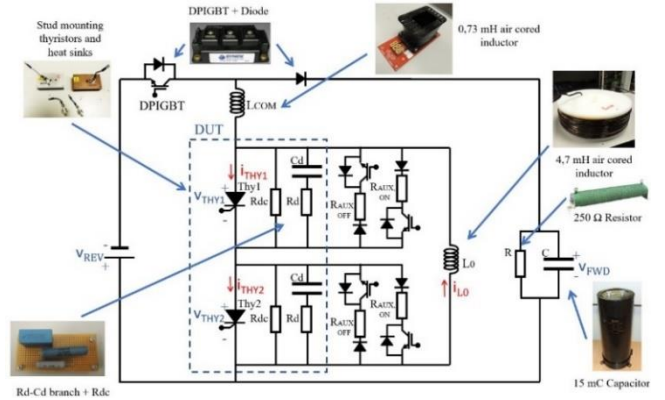 DPIGBT + Diode
Stud mounting
thyristors and
heat sinks
0,73 mH air cored
inductor
DPIGBT
LCOM
DUT
iTHY1
Cd
VTHY1
Thy1
Rdc
Rd
RAUX,
OFF
RAUX,
ON
4,7 mH air cored
inductor
250 Ω Resistor
VREV
L0
iL0
R
C
VFWD
iTHY2
Cd
VTHY2
Thy2
Rdc
Rd
RAUX,
OFF
RAUX,
ON
Rd-Cd branch + Rdc
15 mC Capacitor